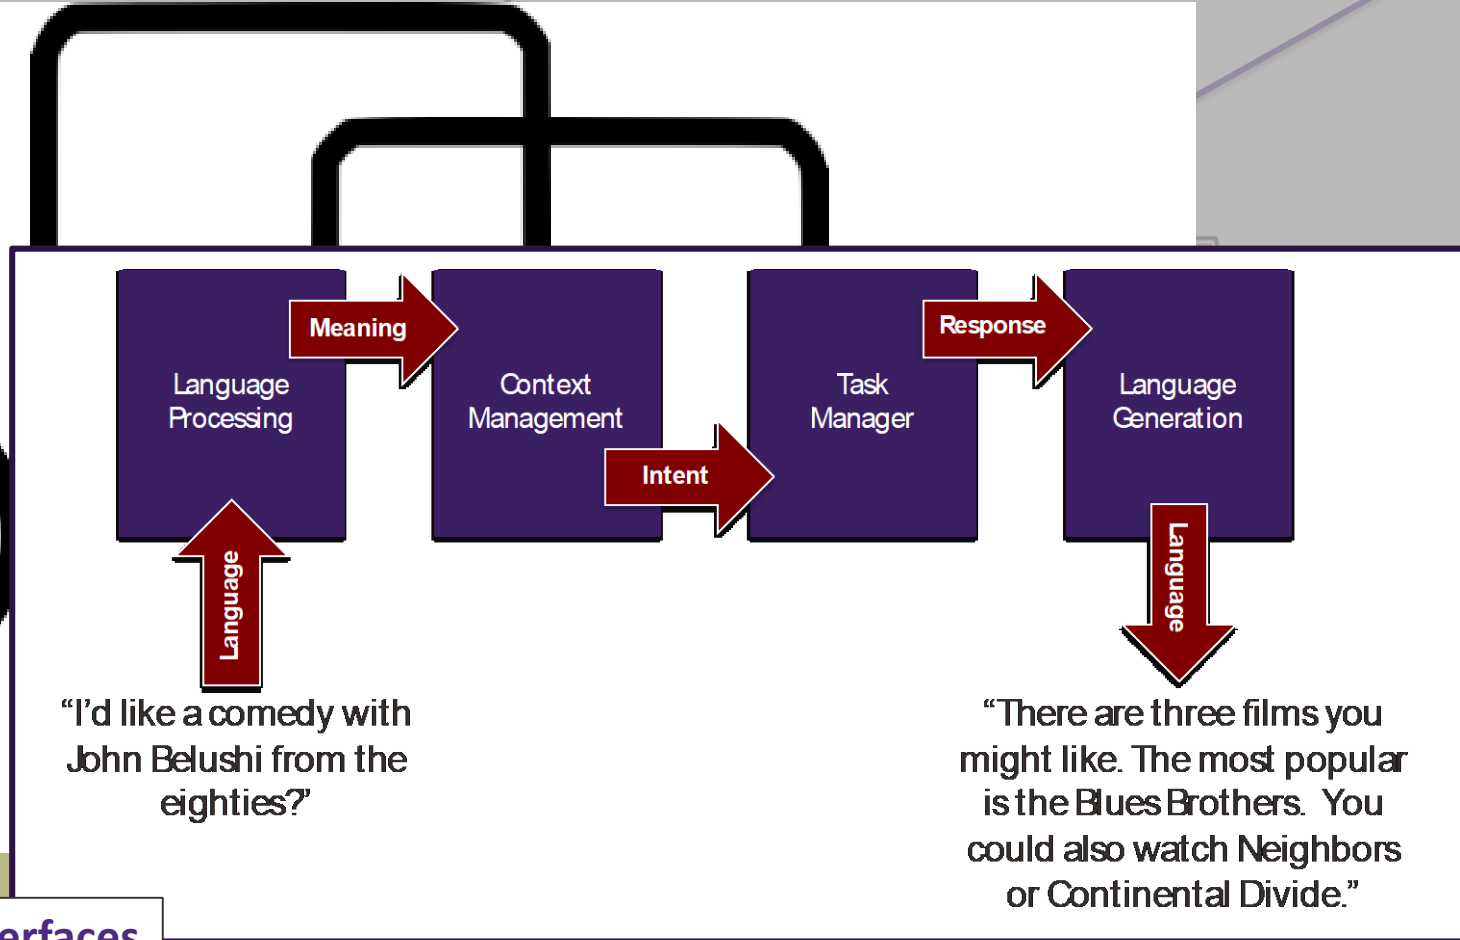 Meaning
Response
Language
Processing
Context
Management
Task
Manager
Language
Generation
Intent
Language
Language
“I’d like a comedy with
John Belushi from the
eighties?”
“There are three films you
might like. The most popular
is the Blues Brothers. You
could also watch Neighbors
or Continental Divide.”